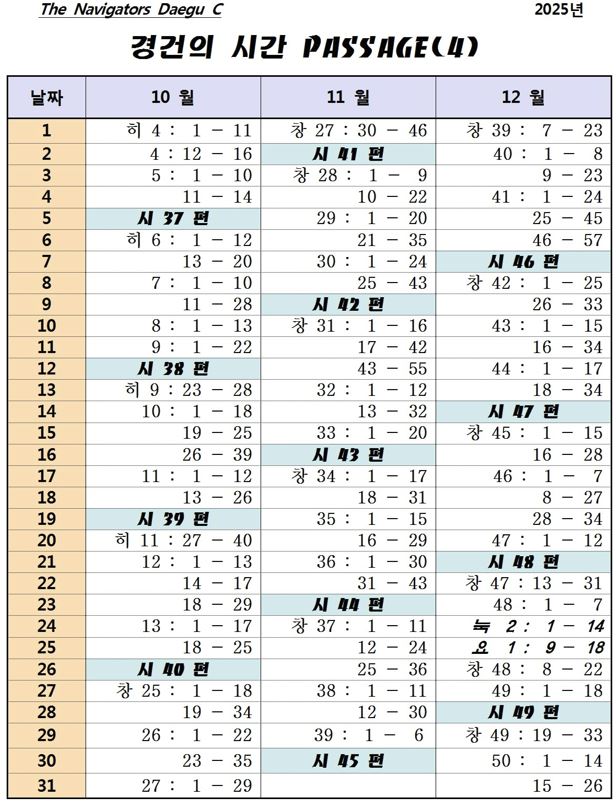 The Navigators Daegu C 2025년
경건의 시간 PASSAGE(4)
날짜 10 월 11 월 12 월
1 히 4 : 1 - 11 창 27 : 30 - 46 창 39 : 7 - 23
2 4 : 12 - 16 시 41 편 40 : 1 - 8
3 5 : 1 - 10 창 28 : 1 - 9 9 - 23
4 11 - 14 10 - 22 41 : 1 - 24
5 시 37 편 29 : 1 - 20 25 - 45
6 히 6 : 1 - 12 21 - 35 46 - 57
7 13 - 20 30 : 1 - 24 시 46 편
8 7 : 1 - 10 25 - 43 창 42 : 1 - 25
9 11 - 28 시 42 편 26 - 33
10 8 : 1 - 13 창 31 : 1 - 16 43 : 1 - 15
11 9 : 1 - 22 17 - 42 16 - 34
12 시 38 편 43 - 55 44 : 1 - 17
13 히 9 : 23 - 28 32 : 1 - 12 18 - 34
14 10 : 1 - 18 13 - 32 시 47 편
15 19 - 25 33 : 1 - 20 창 45 : 1 - 15
16 26 - 39 시 43 편 16 - 28
17 11 : 1 - 12 창 34 : 1 - 17 46 : 1 - 7
18 13 - 26 18 - 31 8 - 27
19 시 39 편 35 : 1 - 15 28 - 34
20 히 11 : 27 - 40 16 - 29 47 : 1 - 12
21 12 : 1 - 13 36 : 1 - 30 시 48 편
22 14 - 17 31 - 43 창 47 : 13 - 31
23 18 - 29 시 44 편 48 : 1 - 7
24 13 : 1 - 17 창 37 : 1 - 11 눅 2 : 1 - 14
25 18 - 25 12 - 24 요 1 : 9 - 18
26 시 40 편 25 - 36 창 48 : 8 - 22
27 창 25 : 1 - 18 38 : 1 - 11 49 : 1 - 18
28 19 - 34 12 - 30 시 49 편
29 26 : 1 - 22 39 : 1 - 6 창 49 : 19 - 33
30 23 - 35 시 45 편 50 : 1 - 14
31 27 : 1 - 29 15 - 26